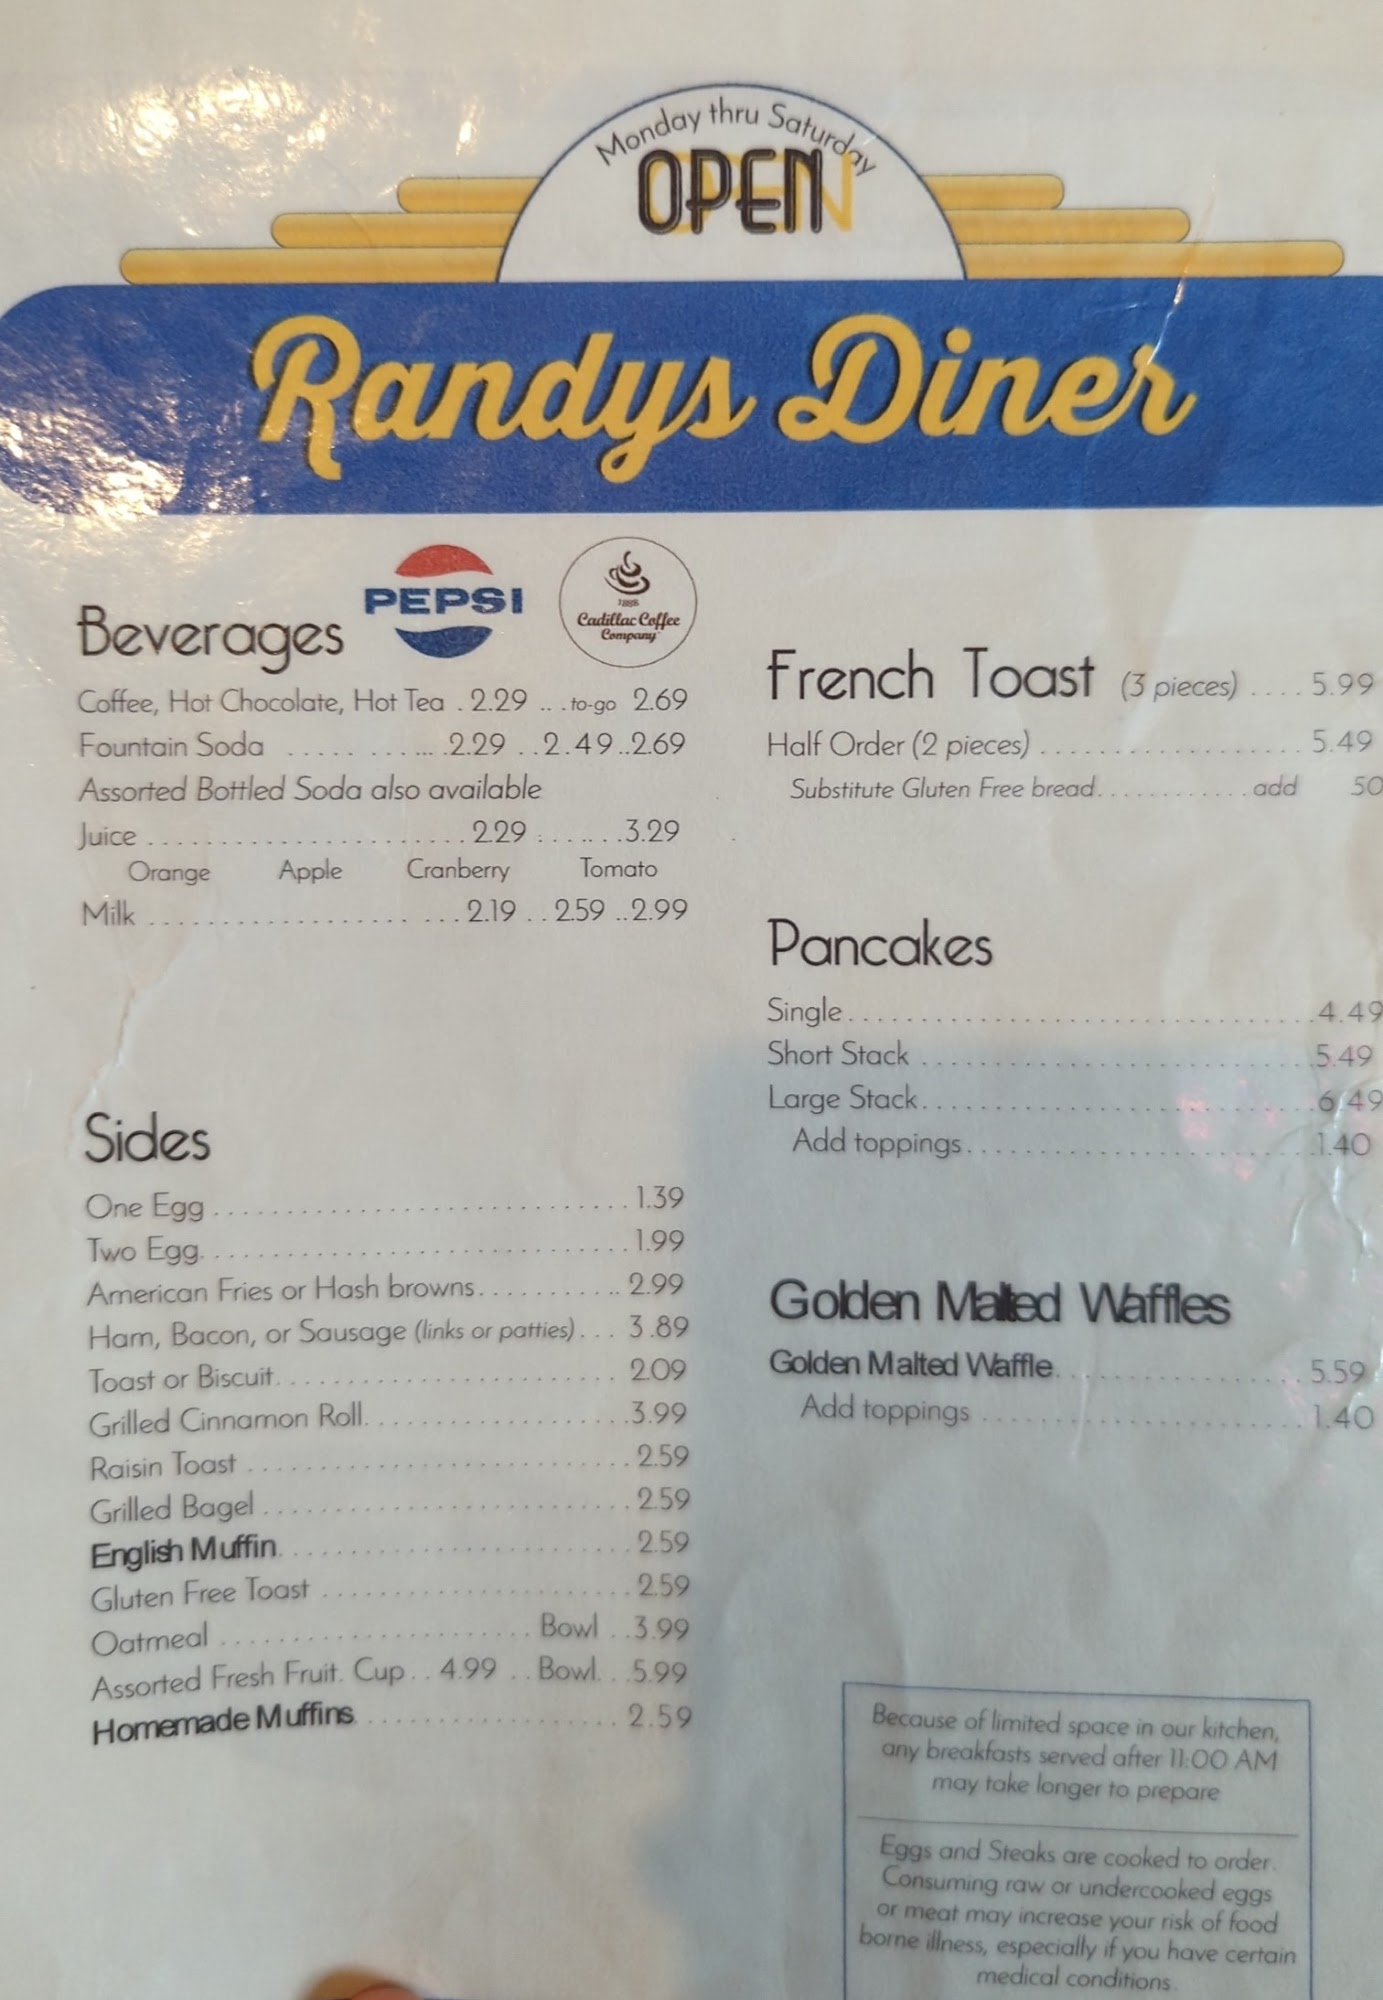 Monday thru Saturday
OPEN
Randys Diner
Beverages
PEPSI
1888
Cadillac Coffee
Company
Coffee, Hot Chocolate, Hot Tea . 2.29 ... .to-go 2.69
Fountain Soda ..... ....... .2.29 ..2.49..2.69
Assorted Bottled Soda also available
Juice ...................... 2.29 ....... 3.29
Orange Apple Cranberry Tomato
Milk ..................... 2.19 ..2.59 ..2.99
Sides
One Egg ............................ 1.39
Two Egg ............................ 1.99
American Fries or Hash browns............ 2.99
Ham, Bacon, or Sausage (links or patties)... 3.89
Toast or Biscuit........................ 2.09
Grilled Cinnamon Roll.................. 3.99
Raisin Toast .......................... 2.59
Grilled Bagel ......................... 2.59
English Muffin........................ 2.59
Gluten Free Toast ..................... 2.59
Oatmeal ..................... Bowl ..3.99
Assorted Fresh Fruit. Cup.. 4.99 .. Bowl... 5.99
Homemade Muffins.................. 2.59
French Toast (3 pieces) .... 5.99
Half Order (2 pieces) .................. 5.49
Substitute Gluten Free bread........... add .50
Pancakes
Single................................ 4.49
Short Stack ........................... 5.49
Large Stack........................... 6.49
Add toppings........................ 1.40
Golden Malted Waffles
Golden Malted Waffle................. 5.59
Add toppings ....................... 1.40
Because of limited space in our kitchen,
any breakfasts served after 11:00 AM
may take longer to prepare
Eggs and Steaks are cooked to order.
Consuming raw or undercooked eggs
or meat may increase your risk of food
borne illness, especially if you have certain
medical conditions.